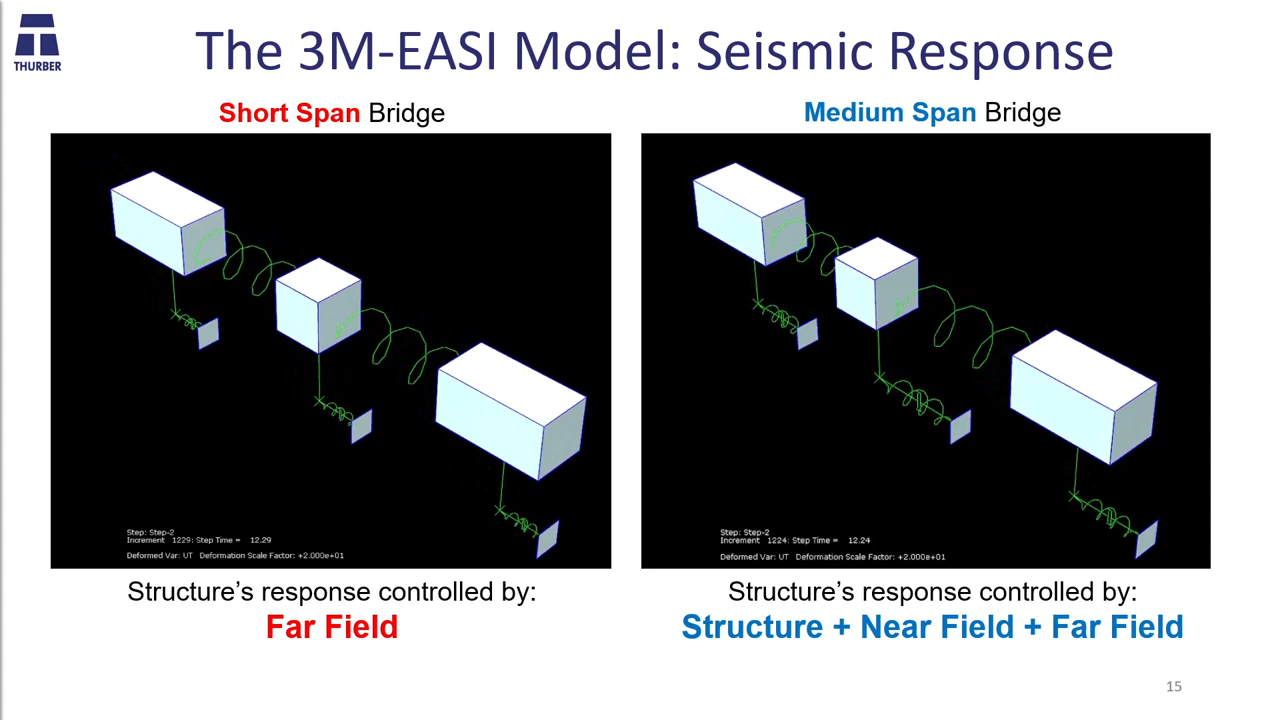 THURBER
The 3M-EASI Model: Seismic Response
Short Span Bridge
Medium Span Bridge
Step: Step-2
Increment 1229: Step Time = 12.29
Deformed Var: UT Deformation Scale Factor: +2.000e+01
Step: Step-2
Increment 1224: Step Time = 12.24
Deformed Var: UT Deformation Scale Factor: +2.000e+01
Structure’s response controlled by:
Far Field
Structure’s response controlled by:
Structure + Near Field + Far Field
15